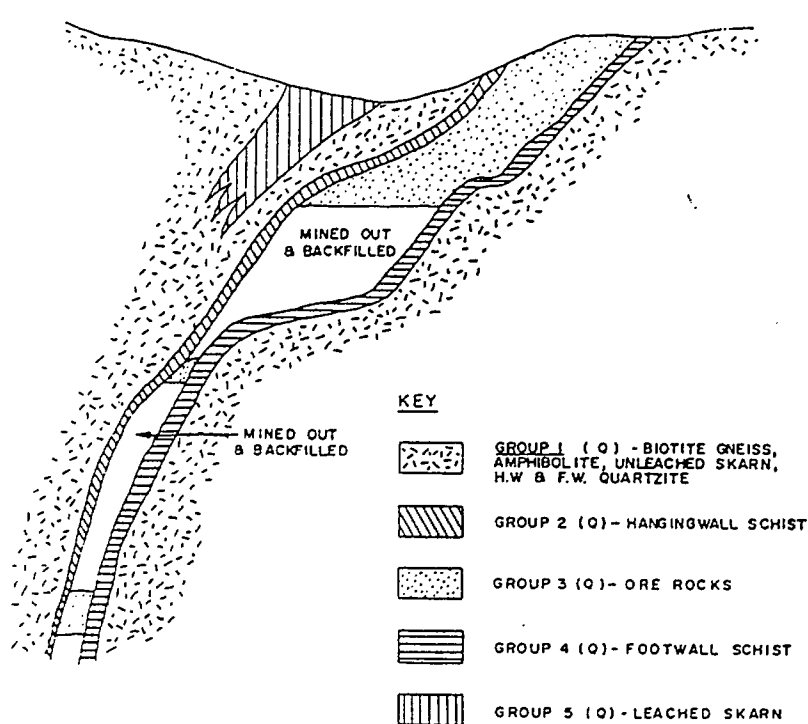 MINED OUT
& BACKFILLED
MINED OUT
& BACKFILLED
KEY
GROUP 1 (Q) - BIOTITE GNEISS,
AMPHIBOLITE, UNLEACHED SKARN,
H.W & F.W. QUARTZITE
GROUP 2 (Q) - HANGINGWALL SCHIST
GROUP 3 (Q) - ORE ROCKS
GROUP 4 (Q) - FOOTWALL SCHIST
GROUP 5 (Q) - LEACHED SKARN